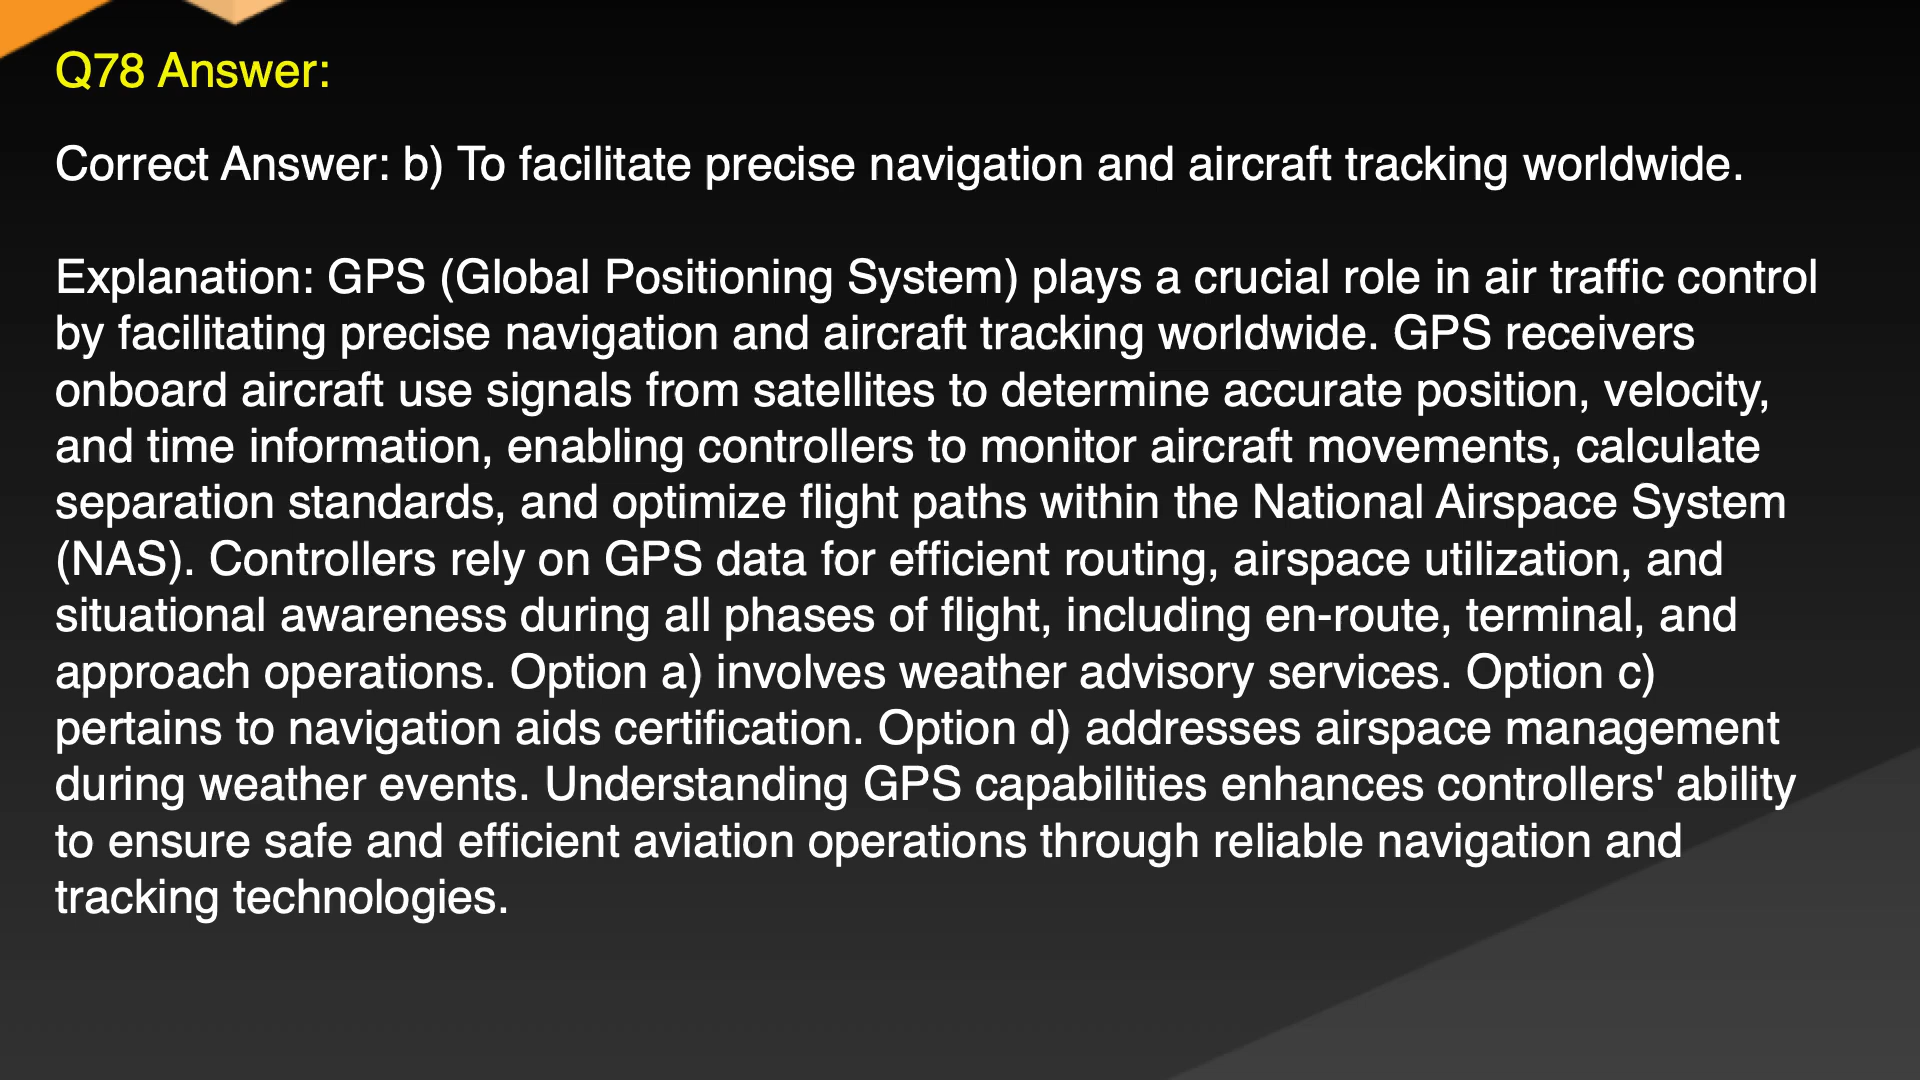 Q78 Answer:
Correct Answer: b) To facilitate precise navigation and aircraft tracking worldwide.
Explanation: GPS (Global Positioning System) plays a crucial role in air traffic control
by facilitating precise navigation and aircraft tracking worldwide. GPS receivers
onboard aircraft use signals from satellites to determine accurate position, velocity,
and time information, enabling controllers to monitor aircraft movements, calculate
separation standards, and optimize flight paths within the National Airspace System
(NAS). Controllers rely on GPS data for efficient routing, airspace utilization, and
situational awareness during all phases of flight, including en-route, terminal, and
approach operations. Option a) involves weather advisory services. Option c)
pertains to navigation aids certification. Option d) addresses airspace management
during weather events. Understanding GPS capabilities enhances controllers' ability
to ensure safe and efficient aviation operations through reliable navigation and
tracking technologies.